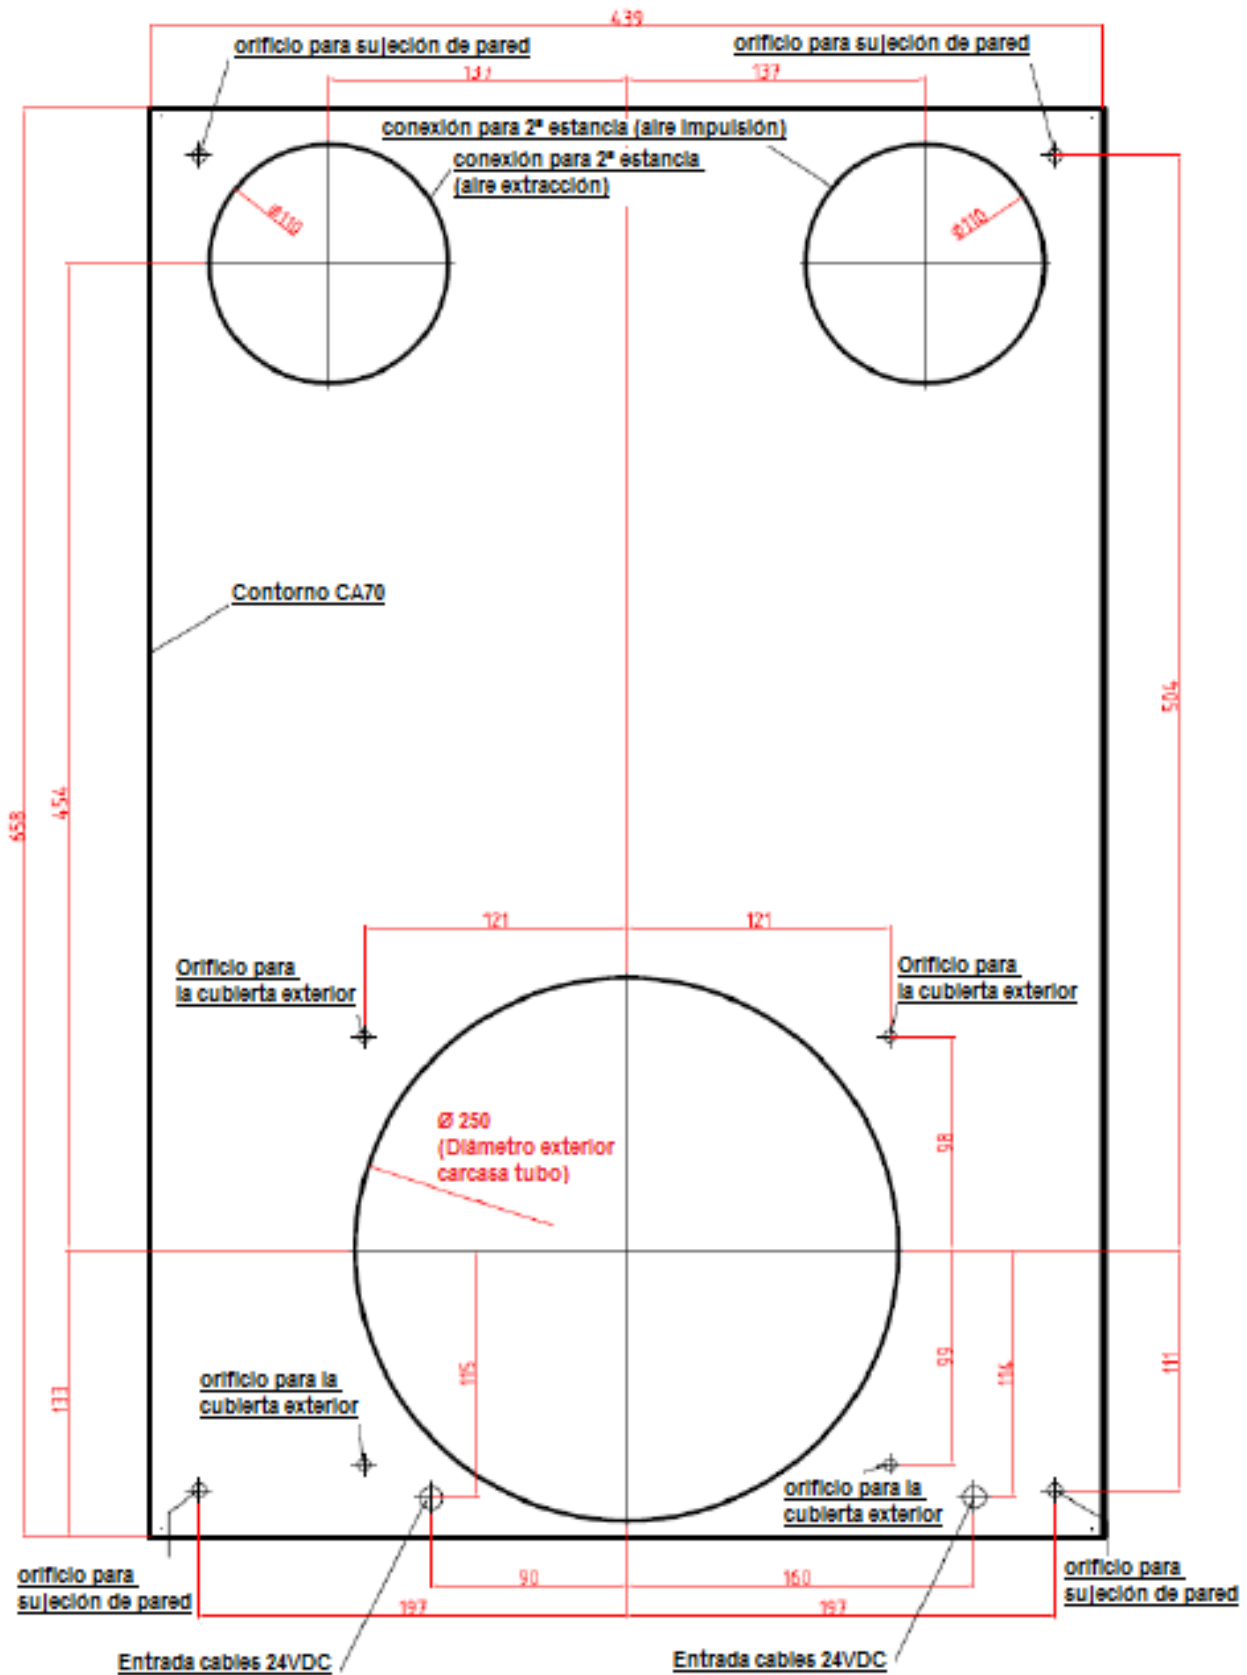 439
orificio para sujeción de pared
orificio para sujeción de pared
137
137
conexión para 2ª estancia (aire impulsión)
conexión para 2ª estancia
(aire extracción)
Ø110
Ø110
Contorno CA70
504
454
658
121
121
Orificio para
la cubierta exterior
Orificio para
la cubierta exterior
Ø 250
(Diámetro exterior
carcasa tubo)
98
99
115
114
111
133
orificio para la
cubierta exterior
orificio para la
cubierta exterior
orificio para
sujeción de pared
90
160
orificio para
sujeción de pared
197
197
Entrada cables 24VDC
Entrada cables 24VDC